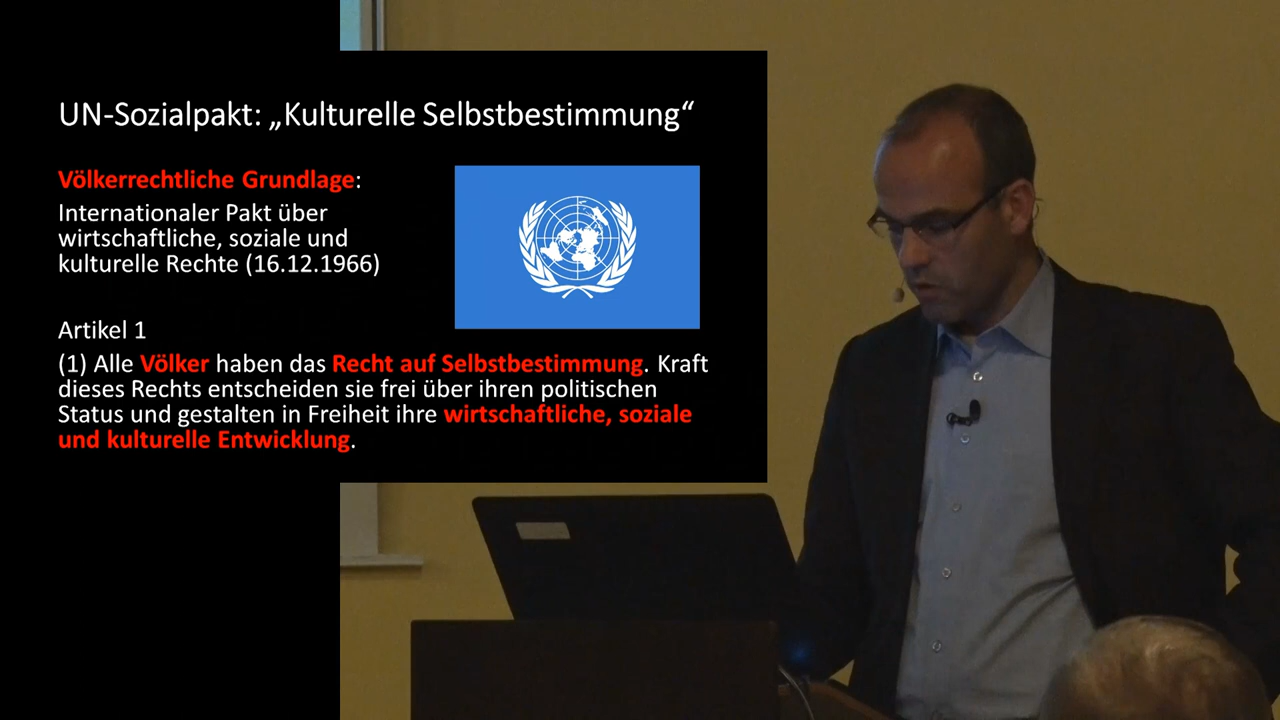 UN-Sozialpakt: „Kulturelle Selbstbestimmung“
Völkerrechtliche Grundlage:
Internationaler Pakt über
wirtschaftliche, soziale und
kulturelle Rechte (16.12.1966)
Artikel 1
(1) Alle Völker haben das Recht auf Selbstbestimmung. Kraft
dieses Rechts entscheiden sie frei über ihren politischen
Status und gestalten in Freiheit ihre wirtschaftliche, soziale
und kulturelle Entwicklung.